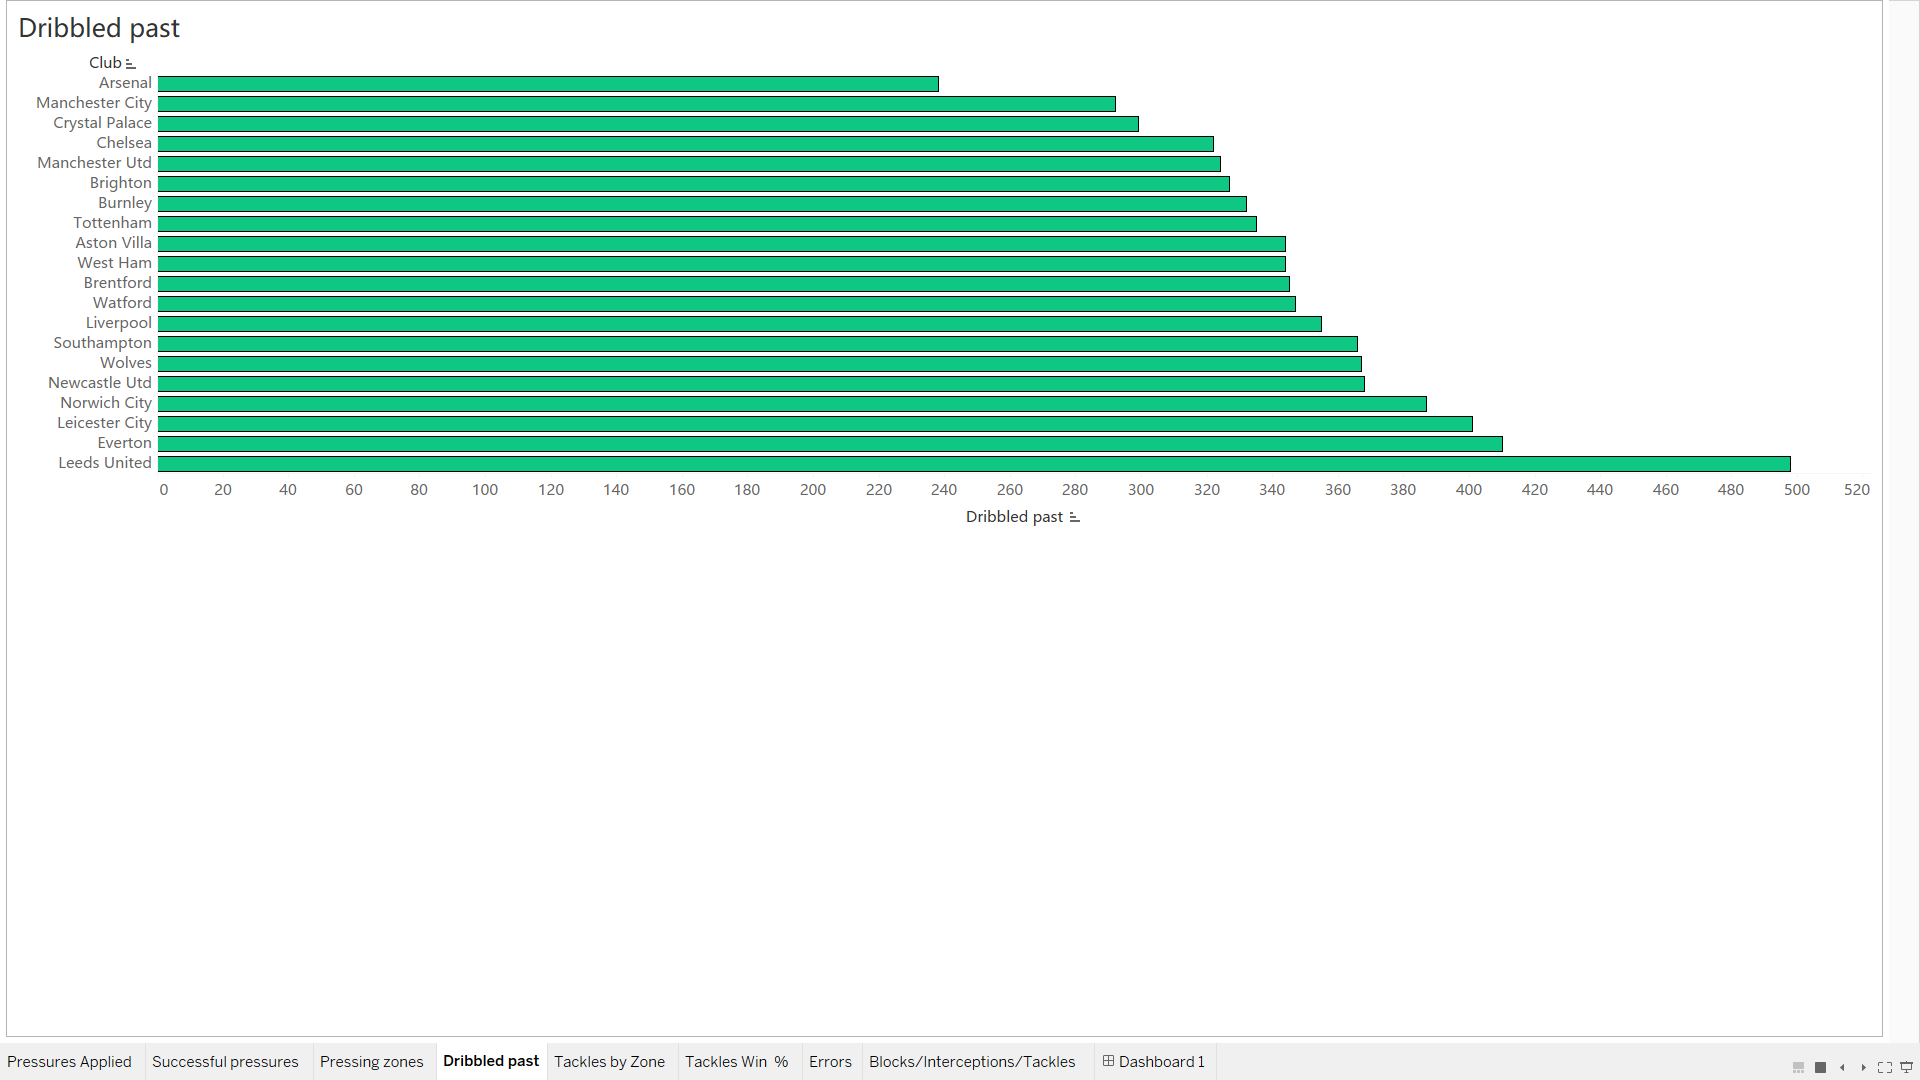 Dribbled past
Club
Arsenal
Manchester City
Crystal Palace
Chelsea
Manchester Utd
Brighton
Burnley
Tottenham
Aston Villa
West Ham
Brentford
Watford
Liverpool
Southampton
Wolves
Newcastle Utd
Norwich City
Leicester City
Everton
Leeds United
0 20 40 60 80 100 120 140 160 180 200 220 240 260 280 300 320 340 360 380 400 420 440 460 480 500 520
Dribbled past
Pressures Applied Successful pressures Pressing zones Dribbled past Tackles by Zone Tackles Win % Errors Blocks/Interceptions/Tackles Dashboard 1